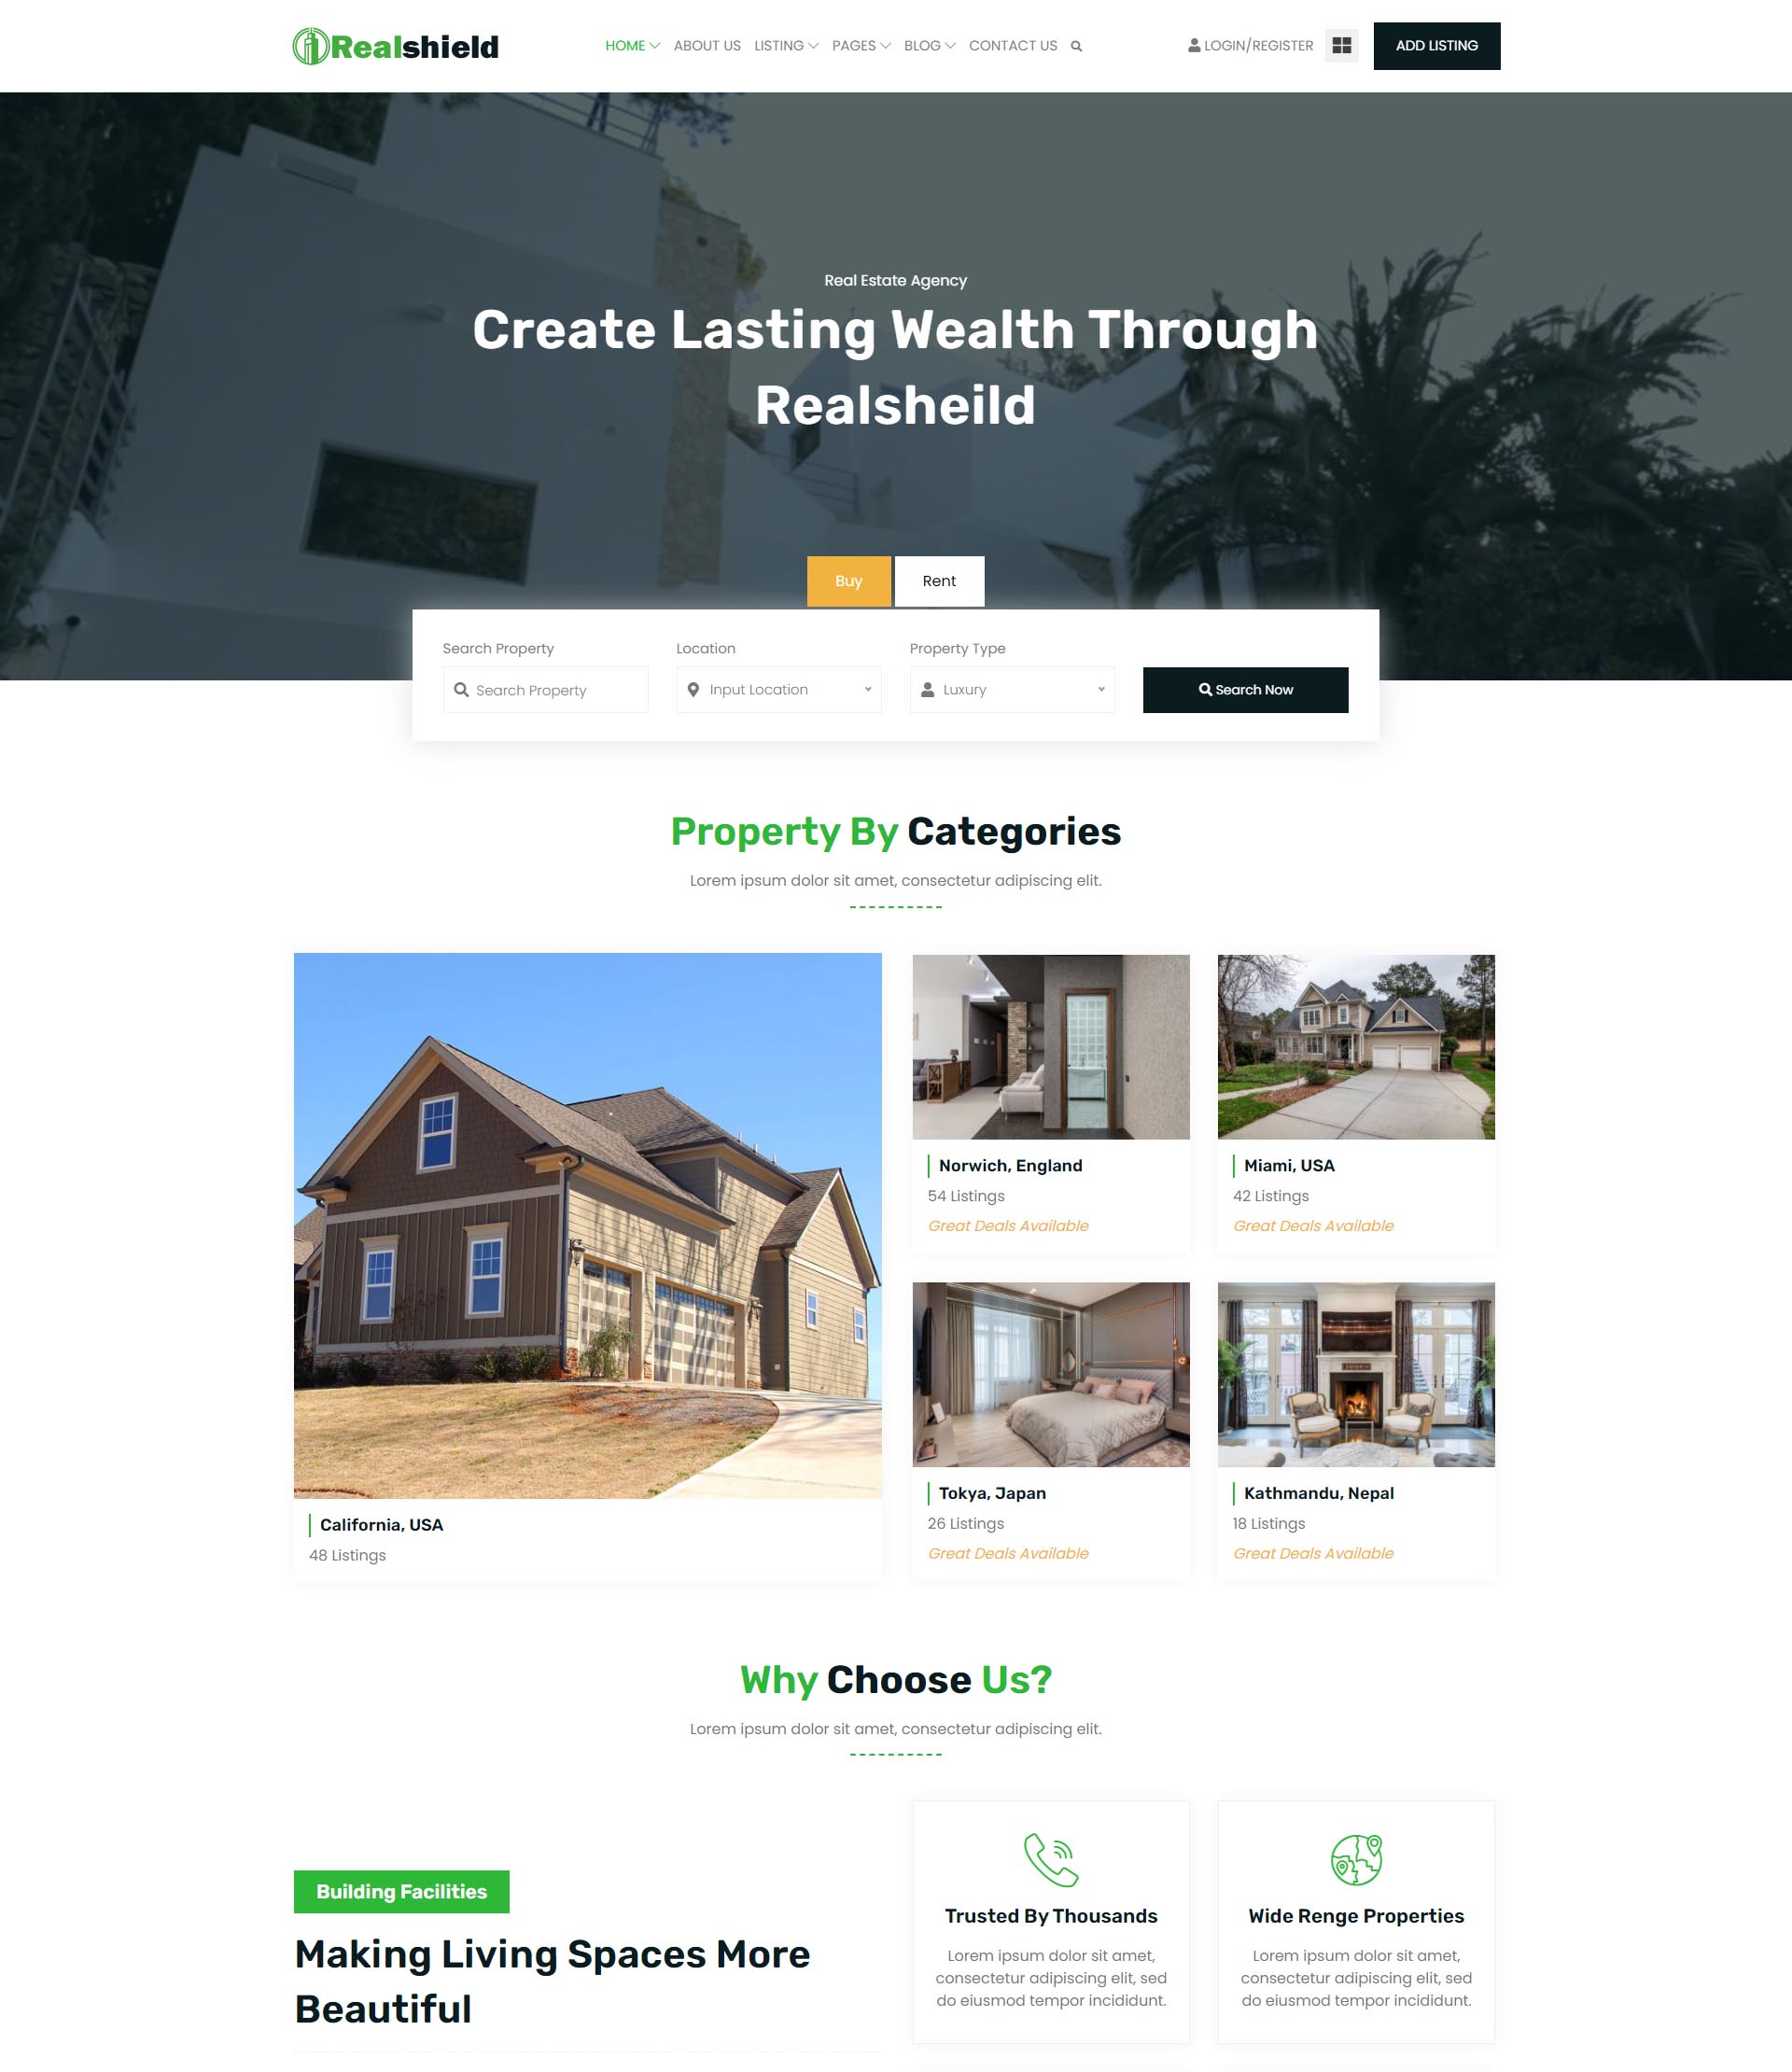 Realshield
HOME ABOUT US LISTING PAGES BLOG CONTACT US
LOGIN/REGISTER
ADD LISTING
Real Estate Agency
Create Lasting Wealth Through
Realsheild
Buy
Rent
Search Property
Location
Property Type
Search Property
Input Location
Luxury
Search Now
Property By Categories
Lorem ipsum dolor sit amet, consectetur adipiscing elit.
California, USA
48 Listings
Norwich, England
54 Listings
Great Deals Available
Miami, USA
42 Listings
Great Deals Available
Tokya, Japan
26 Listings
Great Deals Available
Kathmandu, Nepal
18 Listings
Great Deals Available
Why Choose Us?
Lorem ipsum dolor sit amet, consectetur adipiscing elit.
Building Facilities
Making Living Spaces More
Beautiful
Trusted By Thousands
Lorem ipsum dolor sit amet,
consectetur adipiscing elit, sed
do eiusmod tempor incididunt.
Wide Renge Properties
Lorem ipsum dolor sit amet,
consectetur adipiscing elit, sed
do eiusmod tempor incididunt.